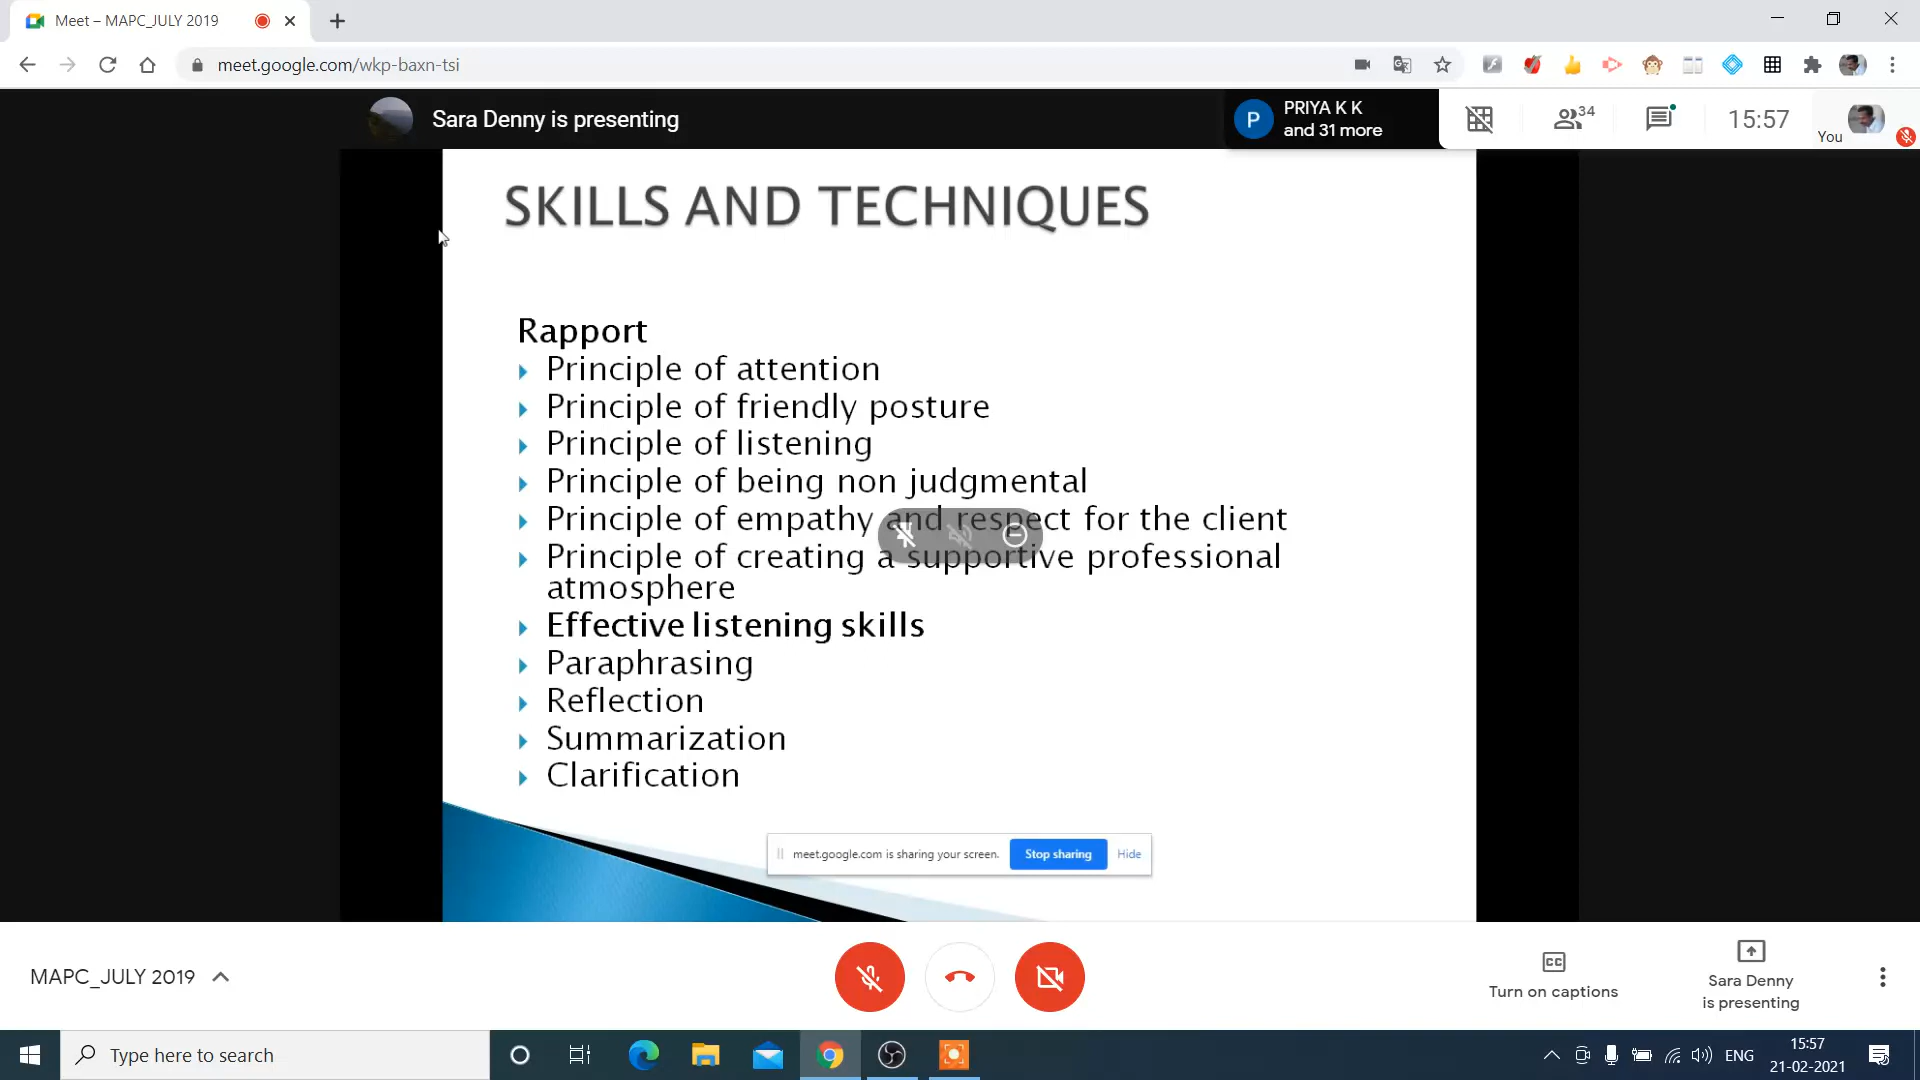 Meet – MAPC_JULY 2019
meet.google.com/wkp-baxn-tsi
Sara Denny is presenting
P
PRIYA K K
and 31 more
34
15:57
You
SKILLS AND TECHNIQUES
Rapport
Principle of attention
Principle of friendly posture
Principle of listening
Principle of being non judgmental
Principle of empathy and respect for the client
Principle of creating a supportive professional
atmosphere
Effective listening skills
Paraphrasing
Reflection
Summarization
Clarification
meet.google.com is sharing your screen.
Stop sharing
Hide
MAPC_JULY 2019
Turn on captions
Sara Denny
is presenting
Type here to search
ENG
15:57
21-02-2021